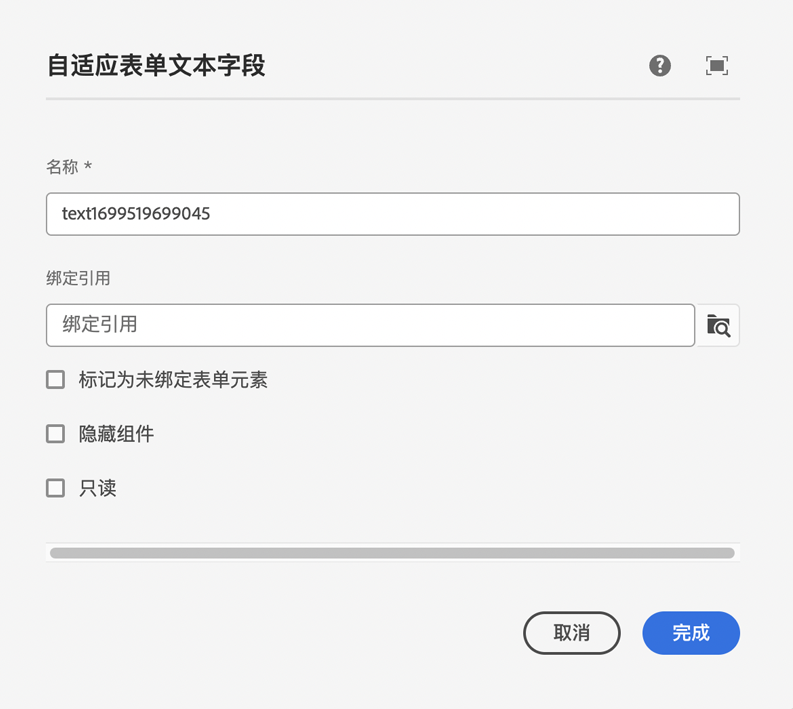 自适应表单文本字段
名称 *
text1699519699045
绑定引用
绑定引用
标记为未绑定表单元素
隐藏组件
只读
取消 完成